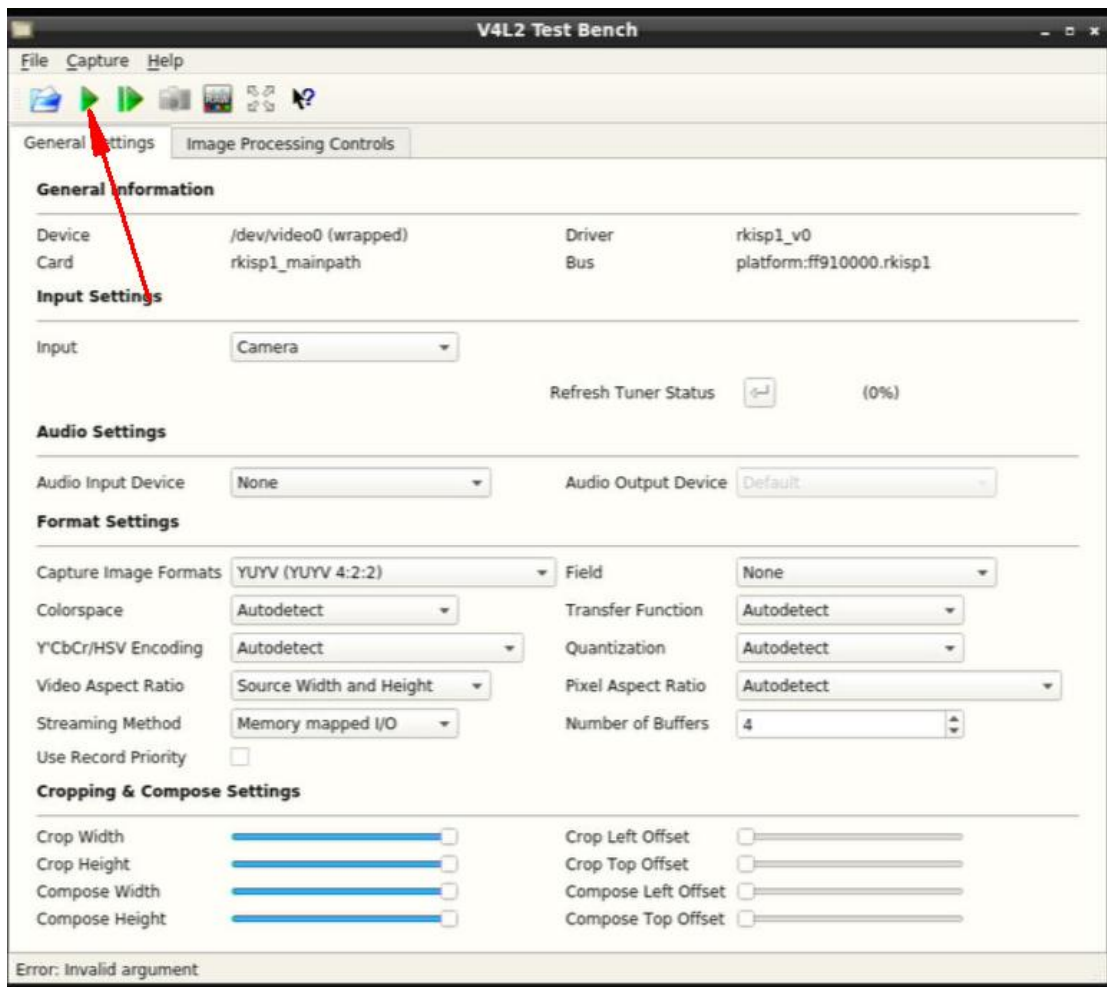 V4L2 Test Bench
File Capture Help
General Settings Image Processing Controls
General Information
Device /dev/video0 (wrapped) Driver rkisp1_v0
Card rkisp1_mainpath Bus platform:ff910000.rkisp1
Input Settings
Input Camera
Refresh Tuner Status (0%)
Audio Settings
Audio Input Device None Audio Output Device Default
Format Settings
Capture Image Formats YUYV (YUYV 4:2:2) Field None
Colorspace Autodetect Transfer Function Autodetect
Y'CbCr/HSV Encoding Autodetect Quantization Autodetect
Video Aspect Ratio Source Width and Height Pixel Aspect Ratio Autodetect
Streaming Method Memory mapped I/O Number of Buffers 4
Use Record Priority
Cropping & Compose Settings
Crop Width Crop Left Offset
Crop Height Crop Top Offset
Compose Width Compose Left Offset
Compose Height Compose Top Offset
Error: Invalid argument